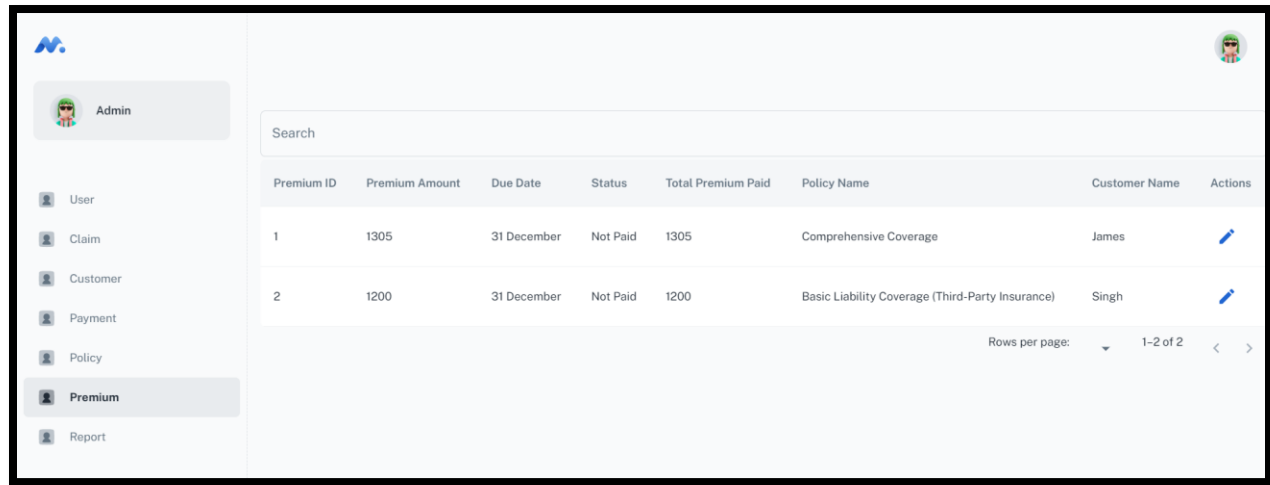 Admin
User
Claim
Customer
Payment
Policy
Premium
Report
Search
Premium ID Premium Amount Due Date Status Total Premium Paid Policy Name Customer Name Actions
1 1305 31 December Not Paid 1305 Comprehensive Coverage James
2 1200 31 December Not Paid 1200 Basic Liability Coverage (Third-Party Insurance) Singh
Rows per page: 1–2 of 2